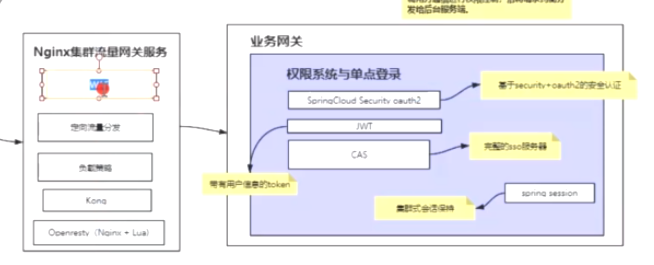 发给后台服务端。
Nginx集群流量网关服务
定向流量分发
负载策略
Kong
Openresty（Nginx + Lua）
业务网关
权限系统与单点登录
SpringCloud Security oauth2
基于security+oauth2的安全认证
JWT
CAS
完整的sso服务器
带有用户信息的token
spring session
集群式会话保持